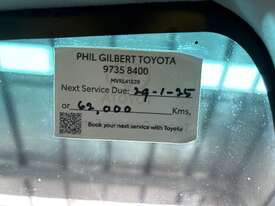 PHIL GILBERT TOYOTA
9735 8400
MVRL41529
Next Service Due: 29-1-25
or 62,000 Kms,
Book your next service with Toyota